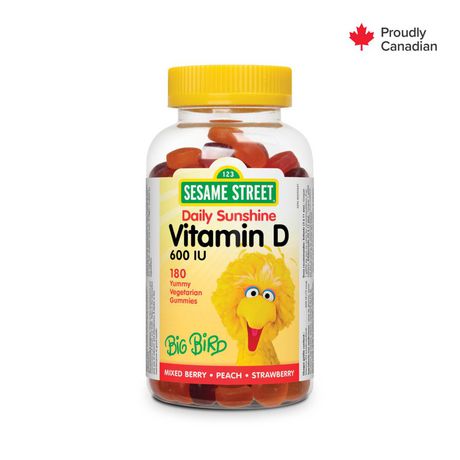 Proudly
Canadian
123
SESAME STREET
Daily Sunshine
Vitamin D
600 IU
180
Yummy
Vegetarian
Gummies
BIG BIRD
MIXED BERRY • PEACH • STRAWBERRY